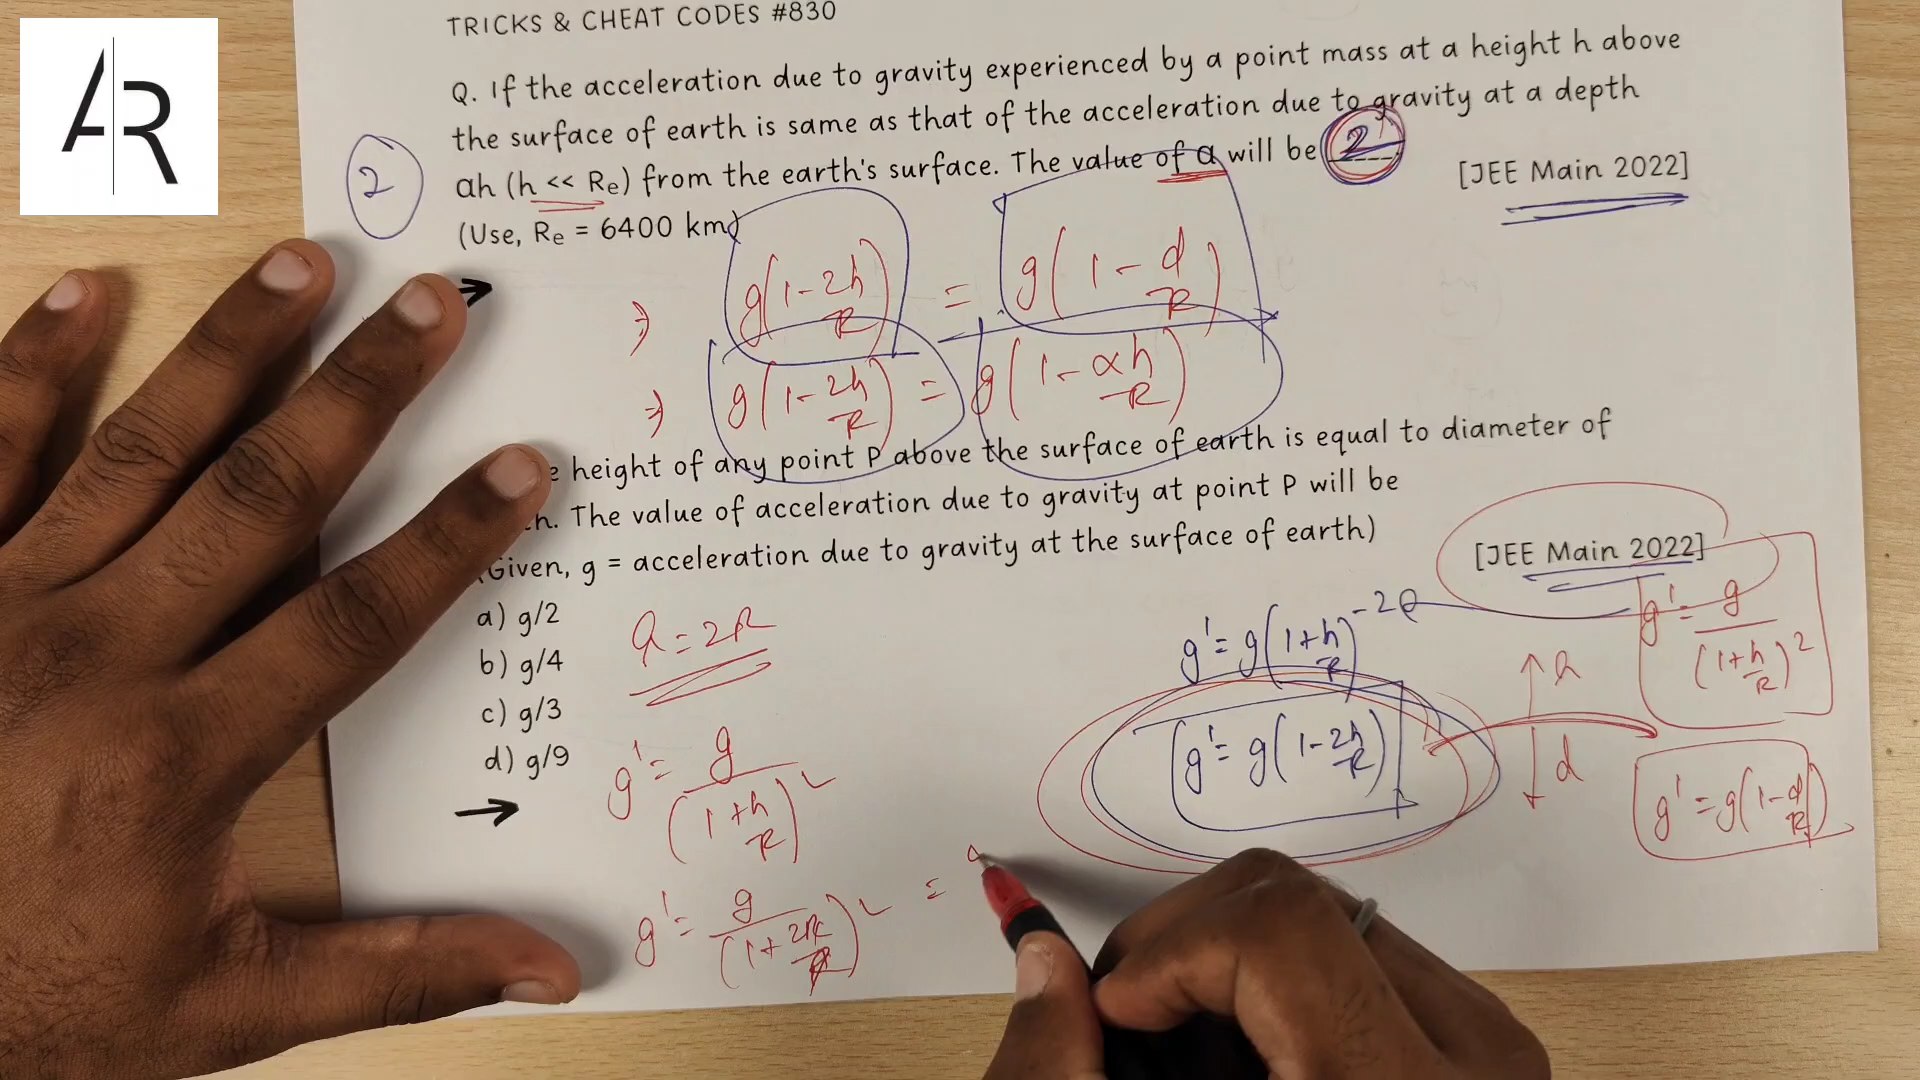 AR
TRICKS & CHEAT CODES #830
Q. If the acceleration due to gravity experienced by a point mass at a height h above
the surface of earth is same as that of the acceleration due to gravity at a depth
αh (h << Re) from the earth's surface. The value of α will be 2
[JEE Main 2022]
(Use, Re = 6400 km)
2
⇒ g(1 - 2h/R) = g(1 - d/R)
⇒ g(1 - 2h/R) = g(1 - αh/R)
e height of any point P above the surface of earth is equal to diameter of
h. The value of acceleration due to gravity at point P will be
(Given, g = acceleration due to gravity at the surface of earth)
[JEE Main 2022]
a) g/2
b) g/4
c) g/3
d) g/9
h = 2R
g' = g/(1 + h/R)²
g' = g/(1 + 2R/R)² =
g' = g(1 + h/R)⁻²
g' = g(1 - 2h/R)
g' = g/(1 + h/R)²
h
d
g' = g(1 - d/R)